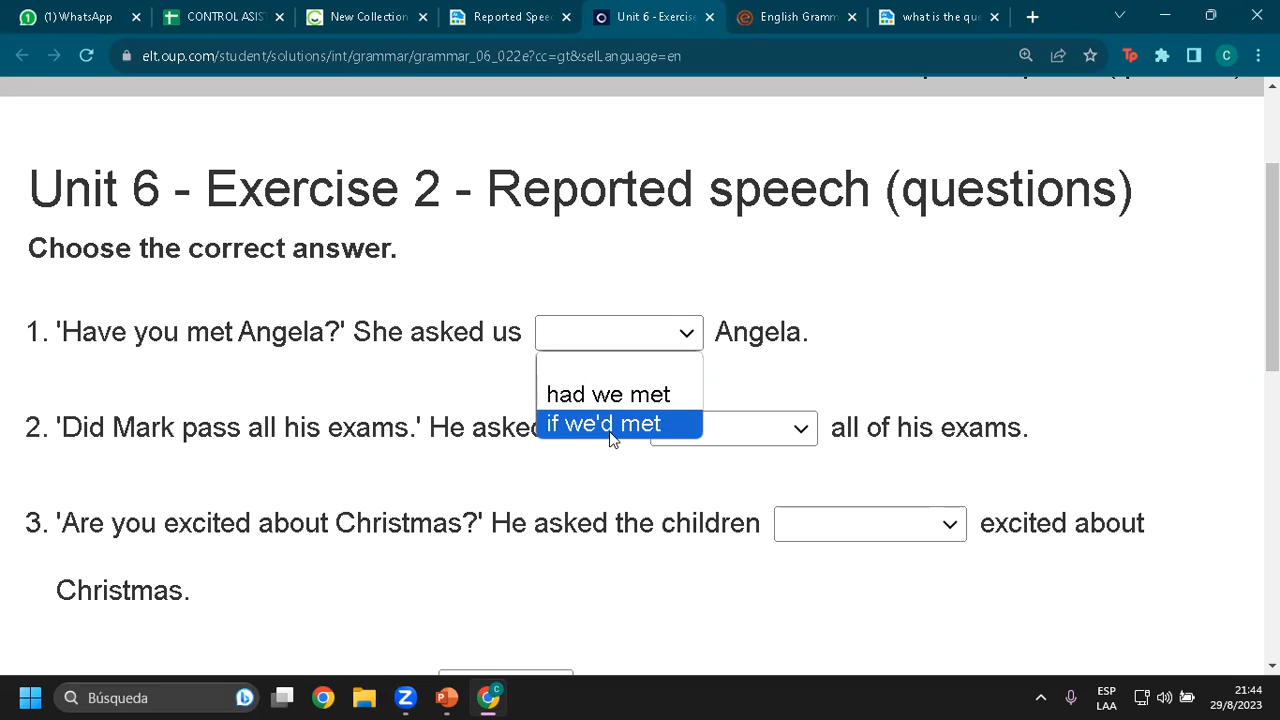 (1) WhatsApp
CONTROL ASIS
New Collection
Reported Spee
Unit 6 - Exercise
English Gramm
what is the que
elt.oup.com/student/solutions/int/grammar/grammar_06_022e?cc=gt&selLanguage=en
Unit 6 - Exercise 2 - Reported speech (questions)
Choose the correct answer.
1. 'Have you met Angela?' She asked us Angela.
had we met
if we'd met
2. 'Did Mark pass all his exams.' He asked all of his exams.
3. 'Are you excited about Christmas?' He asked the children excited about
Christmas.
Búsqueda
ESP
LAA
21:44
29/8/2023